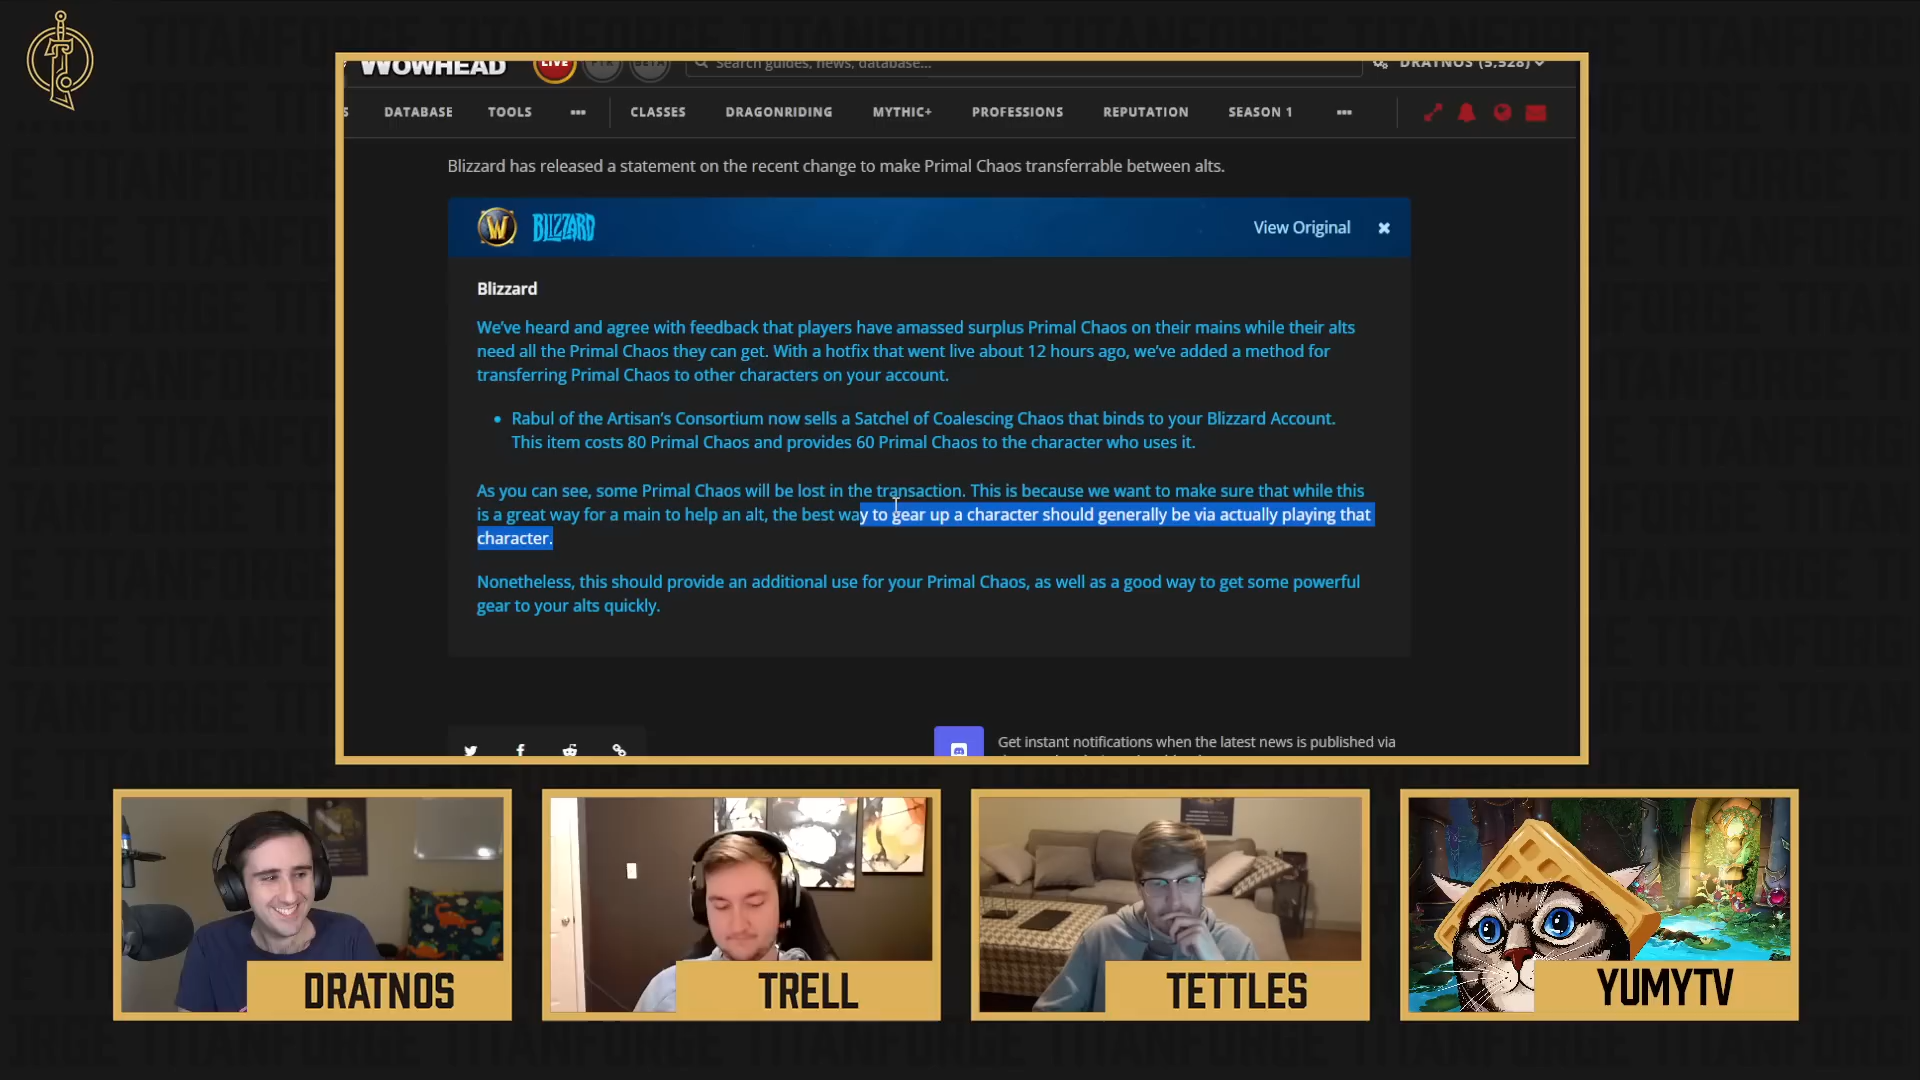 WOWHEAD
LIVE
Search guides, news, database...
DRATNOS (5,528)
DATABASE TOOLS ... CLASSES DRAGONRIDING MYTHIC+ PROFESSIONS REPUTATION SEASON 1 ...
Blizzard has released a statement on the recent change to make Primal Chaos transferrable between alts.
BLIZZARD
View Original
Blizzard
We've heard and agree with feedback that players have amassed surplus Primal Chaos on their mains while their alts
need all the Primal Chaos they can get. With a hotfix that went live about 12 hours ago, we've added a method for
transferring Primal Chaos to other characters on your account.
• Rabul of the Artisan's Consortium now sells a Satchel of Coalescing Chaos that binds to your Blizzard Account.
This item costs 80 Primal Chaos and provides 60 Primal Chaos to the character who uses it.
As you can see, some Primal Chaos will be lost in the transaction. This is because we want to make sure that while this
is a great way for a main to help an alt, the best way to gear up a character should generally be via actually playing that
character.
Nonetheless, this should provide an additional use for your Primal Chaos, as well as a good way to get some powerful
gear to your alts quickly.
Get instant notifications when the latest news is published via
DRATNOS
TRELL
TETTLES
YUMYTV